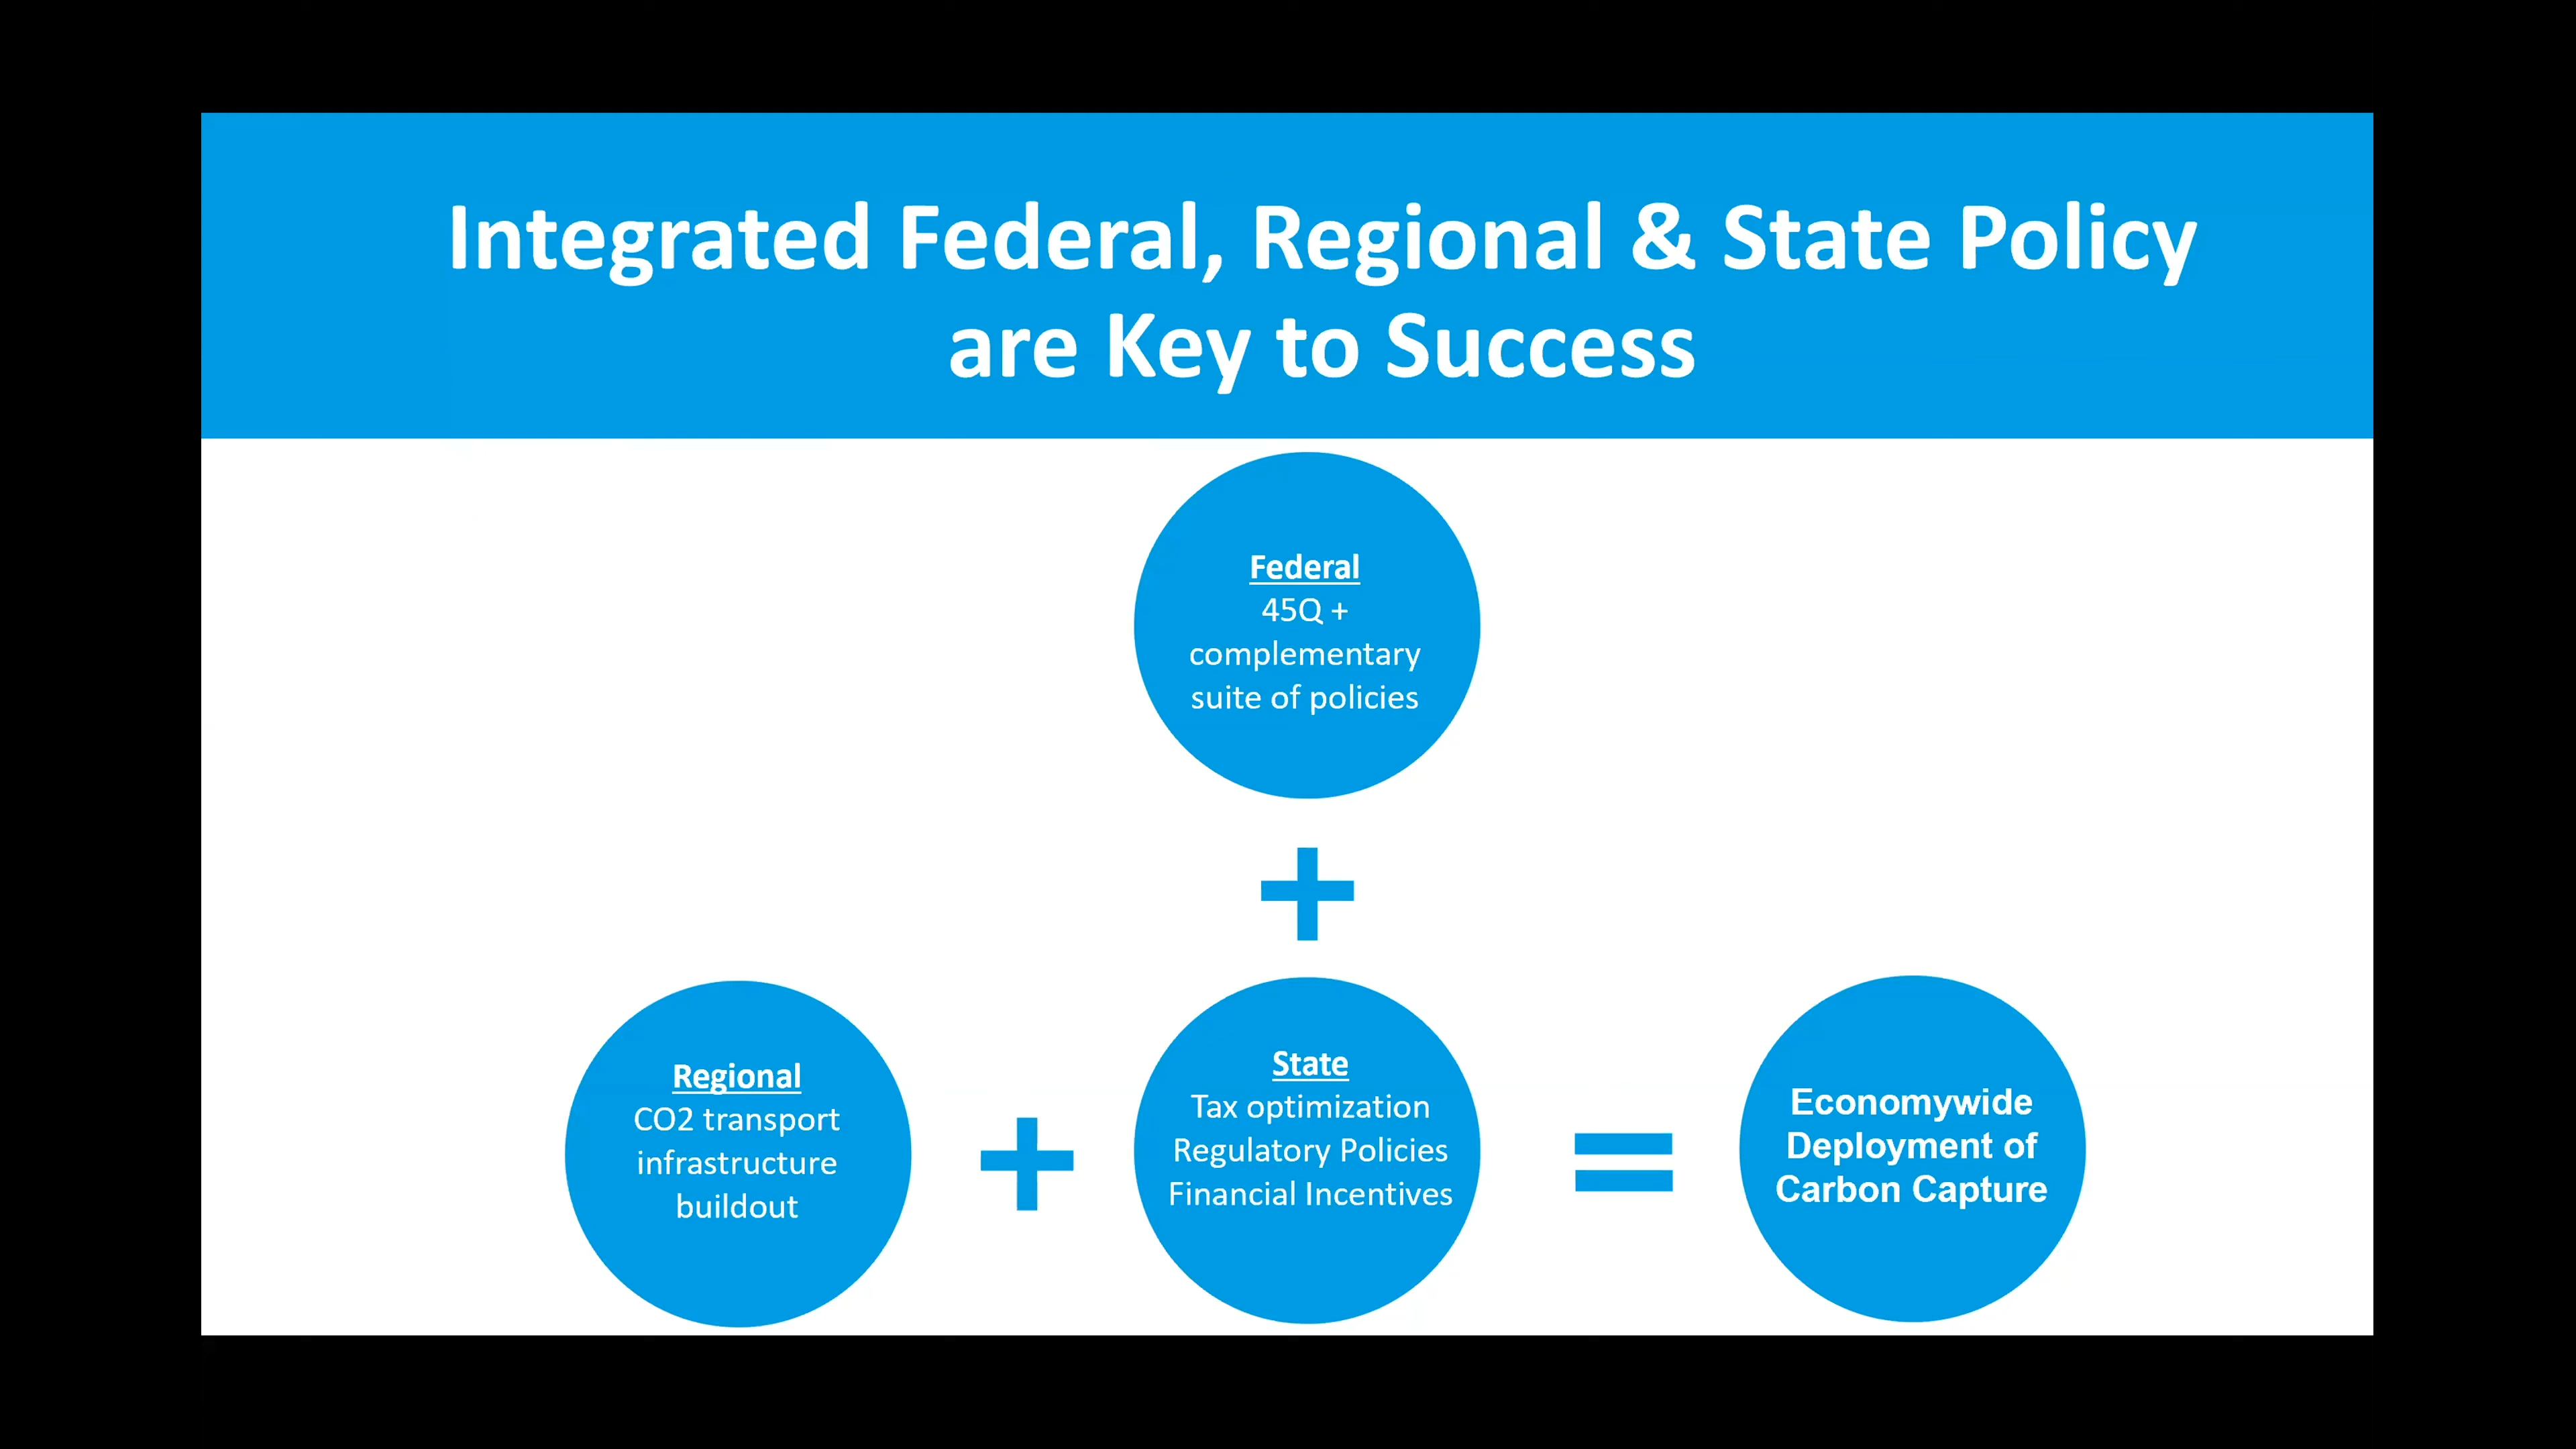 Integrated Federal, Regional & State Policy
are Key to Success
Federal
45Q +
complementary
suite of policies
+
Regional
CO2 transport
infrastructure
buildout
+
State
Tax optimization
Regulatory Policies
Financial Incentives
=
Economywide
Deployment of
Carbon Capture